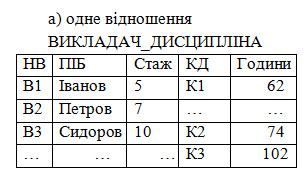 а) одне відношення
ВИКЛАДАЧ_ДИСЦИПЛІНА
НВ ПІБ Стаж КД Години
В1 Іванов 5 К1 62
В2 Петров 7 ... ...
В3 Сидоров 10 К2 74
... ... ... К3 102